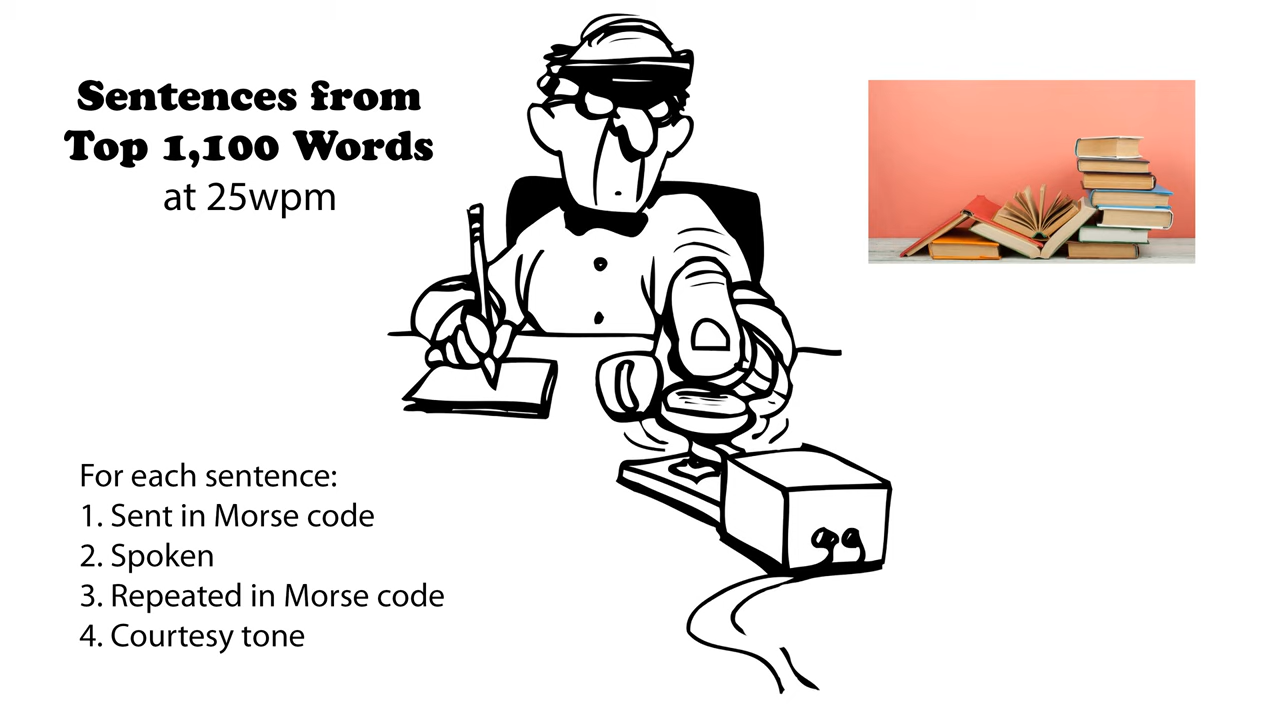 Sentences from
Top 1,100 Words
at 25wpm
For each sentence:
1. Sent in Morse code
2. Spoken
3. Repeated in Morse code
4. Courtesy tone